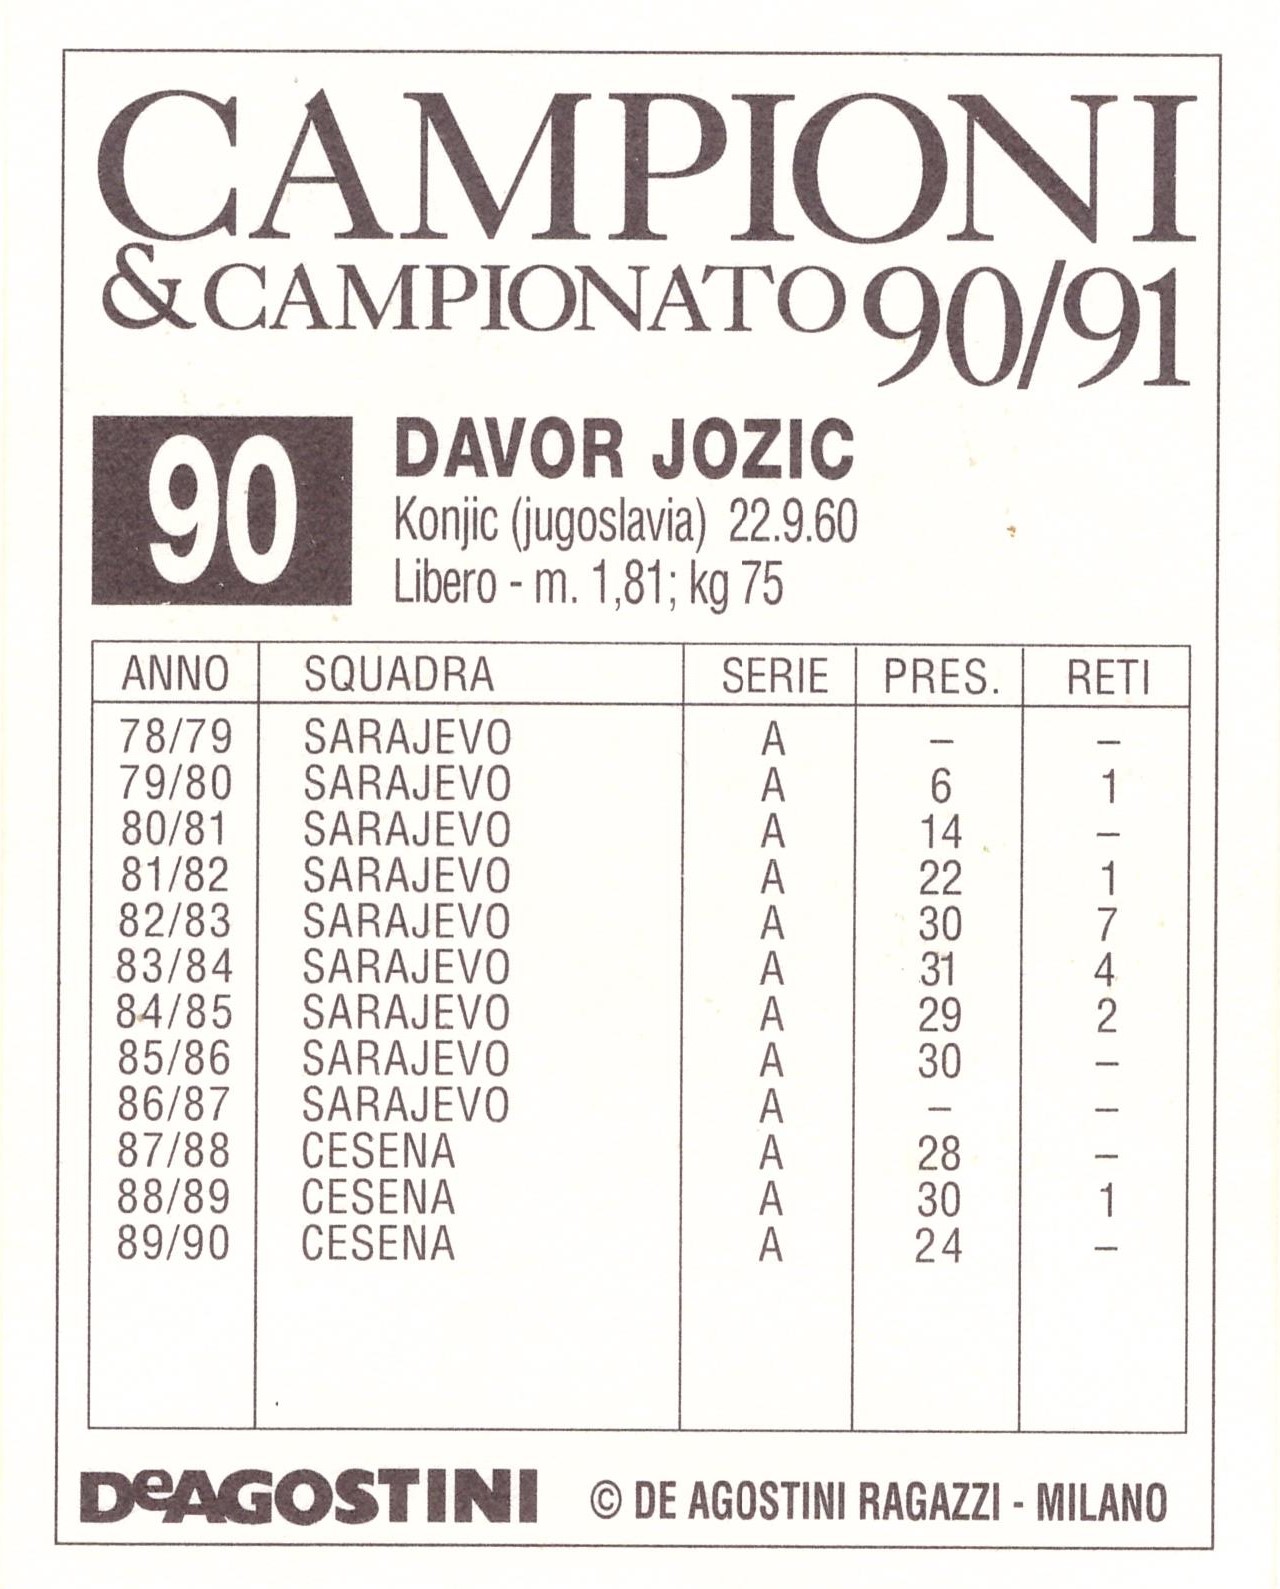 CAMPIONI
& CAMPIONATO 90/91
90 DAVOR JOZIC
Konjic (jugoslavia) 22.9.60
Libero - m. 1,81; kg 75
ANNO SQUADRA SERIE PRES. RETI
78/79 SARAJEVO A – –
79/80 SARAJEVO A 6 1
80/81 SARAJEVO A 14 –
81/82 SARAJEVO A 22 1
82/83 SARAJEVO A 30 7
83/84 SARAJEVO A 31 4
84/85 SARAJEVO A 29 2
85/86 SARAJEVO A 30 –
86/87 SARAJEVO A – –
87/88 CESENA A 28 –
88/89 CESENA A 30 1
89/90 CESENA A 24 –
DeAGOSTINI © DE AGOSTINI RAGAZZI - MILANO